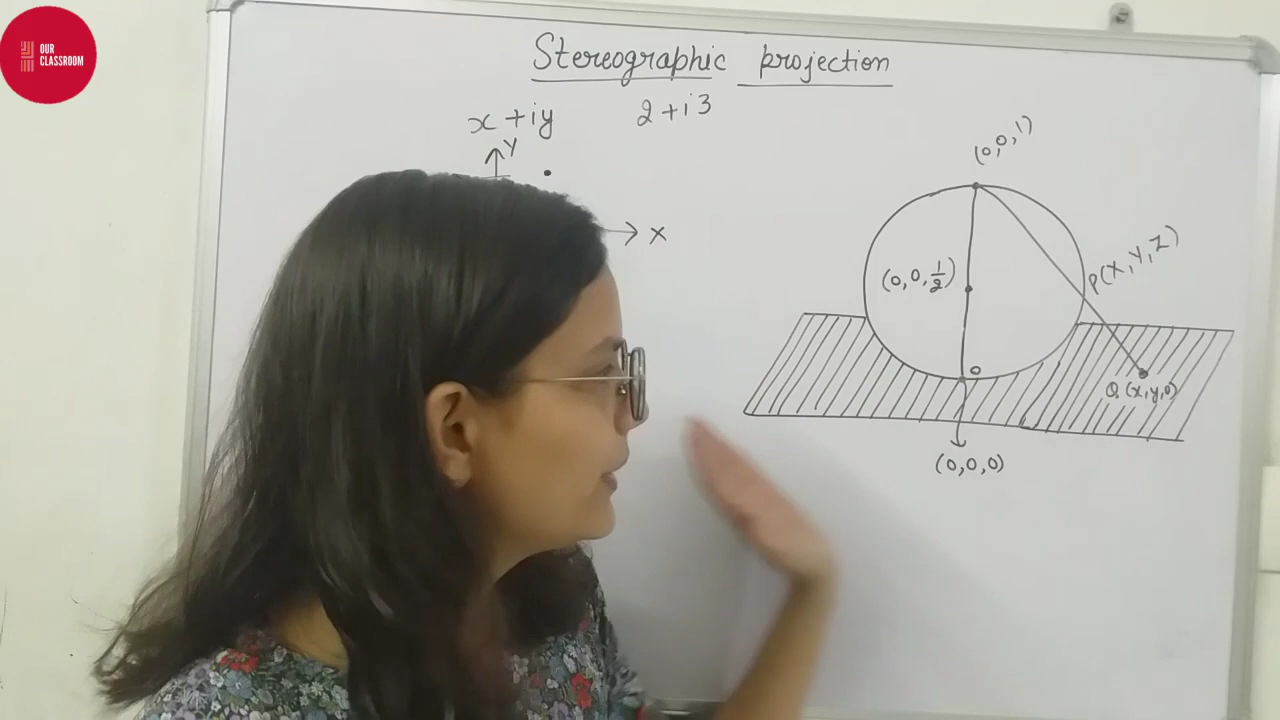 OUR
CLASSROOM
Stereographic projection
x + iy
2 + i3
Y
X
(0,0,1)
(0,0,1/2)
P(X,Y,Z)
O
Q(x,y,0)
(0,0,0)